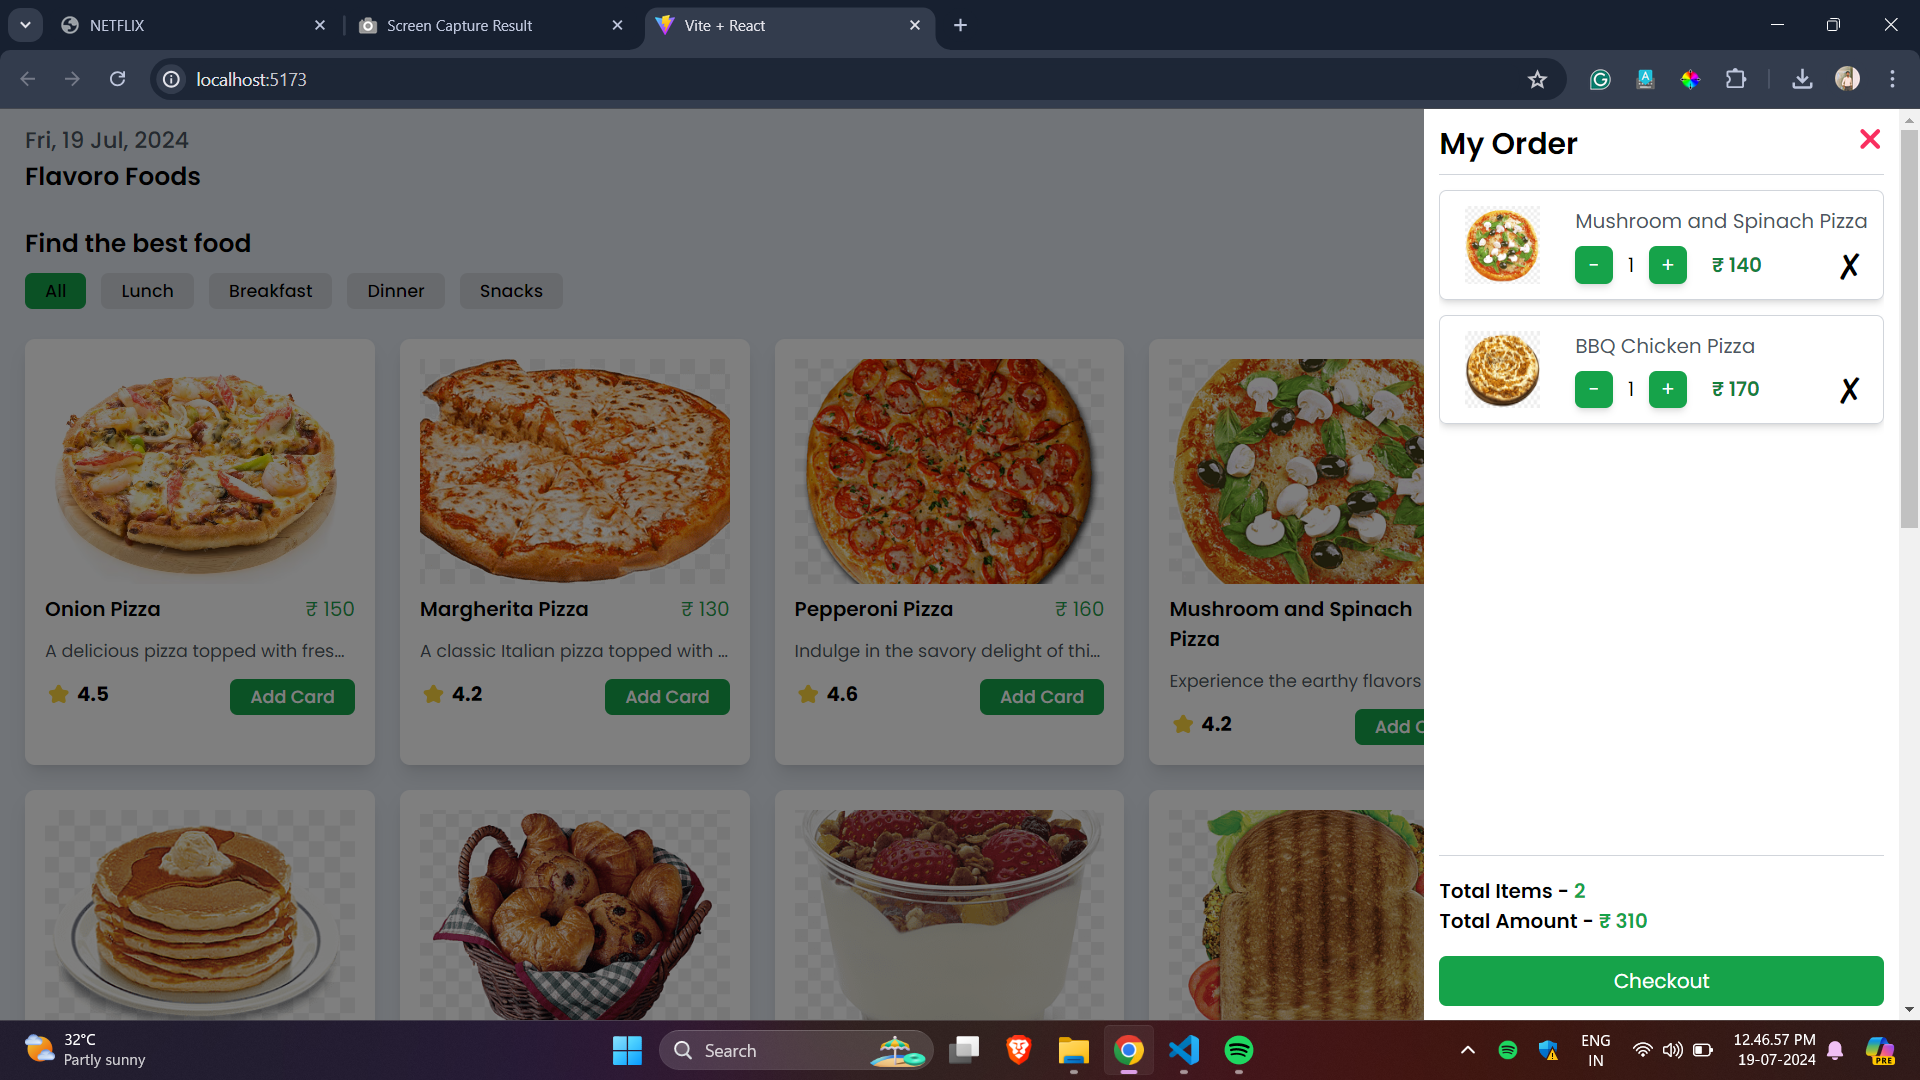 NETFLIX
Screen Capture Result
Vite + React
localhost:5173
Fri, 19 Jul, 2024
Flavoro Foods
Find the best food
All
Lunch
Breakfast
Dinner
Snacks
Onion Pizza ₹ 150
A delicious pizza topped with fres...
4.5
Add Card
Margherita Pizza ₹ 130
A classic Italian pizza topped with ...
4.2
Add Card
Pepperoni Pizza ₹ 160
Indulge in the savory delight of thi...
4.6
Add Card
Mushroom and Spinach
Pizza
Experience the earthy flavors
4.2
Add C
My Order
Mushroom and Spinach Pizza
- 1 + ₹ 140 ✗
BBQ Chicken Pizza
- 1 + ₹ 170 ✗
Total Items - 2
Total Amount - ₹ 310
Checkout
32°C
Partly sunny
Search
ENG
IN
12.46.57 PM
19-07-2024
PRE